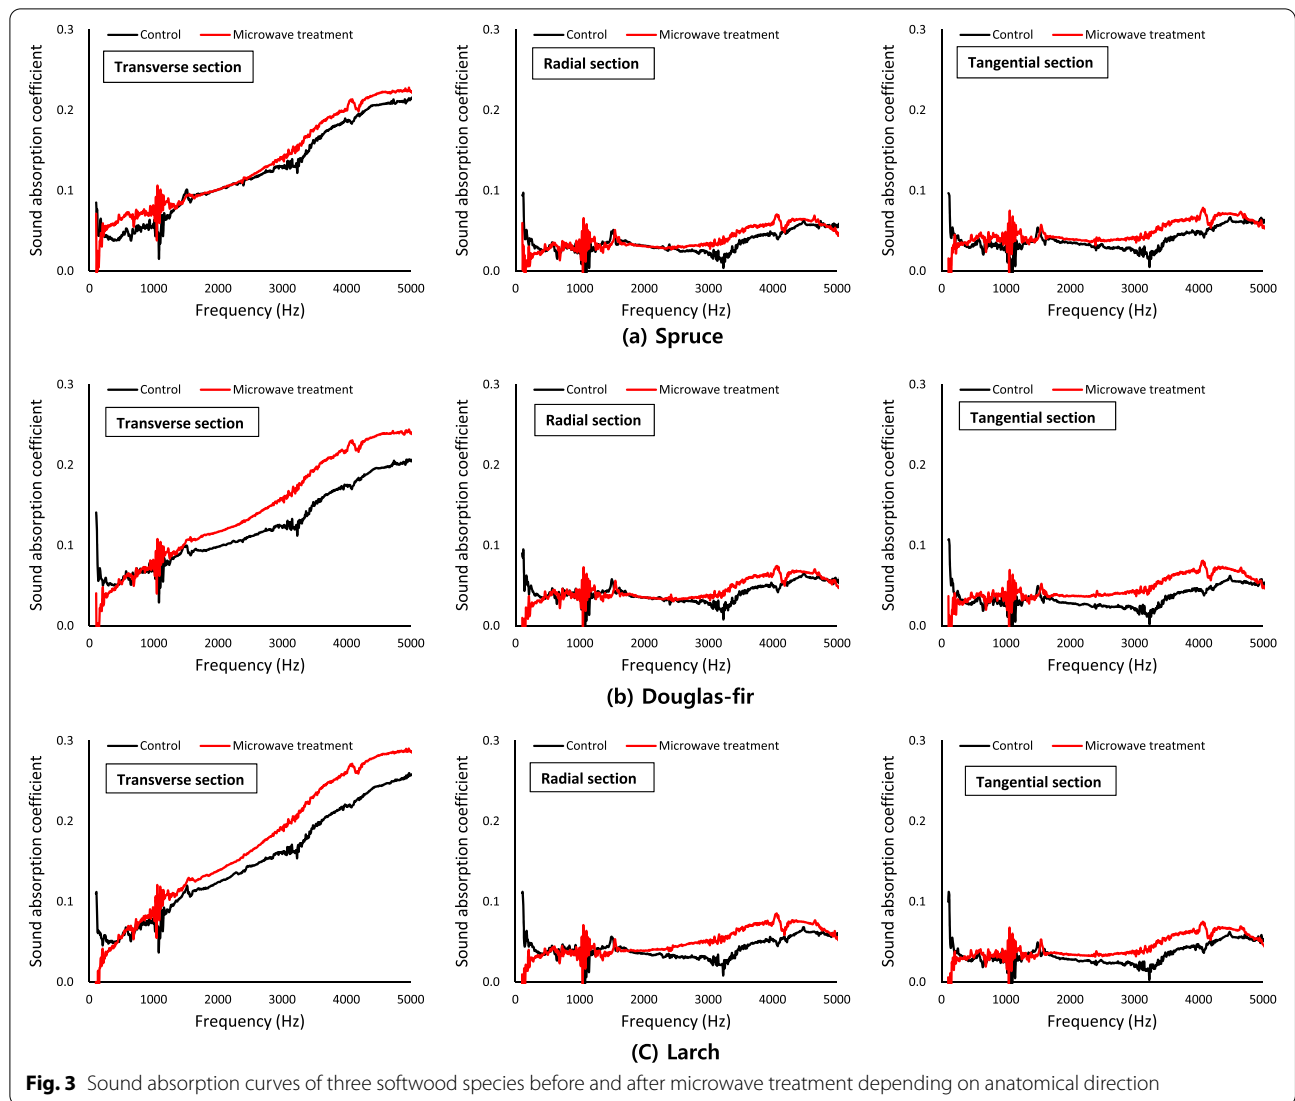 Control Microwave treatment
Transverse section
Sound absorption coefficient
0.3
0.2
0.1
0.0
0 1000 2000 3000 4000 5000
Frequency (Hz)
Control Microwave treatment
Radial section
Sound absorption coefficient
0.3
0.2
0.1
0.0
0 1000 2000 3000 4000 5000
Frequency (Hz)
Control Microwave treatment
Tangential section
Sound absorption coefficient
0.3
0.2
0.1
0.0
0 1000 2000 3000 4000 5000
Frequency (Hz)
(a) Spruce
Control Microwave treatment
Transverse section
Sound absorption coefficient
0.3
0.2
0.1
0.0
0 1000 2000 3000 4000 5000
Frequency (Hz)
Control Microwave treatment
Radial section
Sound absorption coefficient
0.3
0.2
0.1
0.0
0 1000 2000 3000 4000 5000
Frequency (Hz)
Control Microwave treatment
Tangential section
Sound absorption coefficient
0.3
0.2
0.1
0.0
0 1000 2000 3000 4000 5000
Frequency (Hz)
(b) Douglas-fir
Control Microwave treatment
Transverse section
Sound absorption coefficient
0.3
0.2
0.1
0.0
0 1000 2000 3000 4000 5000
Frequency (Hz)
Control Microwave treatment
Radial section
Sound absorption coefficient
0.3
0.2
0.1
0.0
0 1000 2000 3000 4000 5000
Frequency (Hz)
Control Microwave treatment
Tangential section
Sound absorption coefficient
0.3
0.2
0.1
0.0
0 1000 2000 3000 4000 5000
Frequency (Hz)
(C) Larch
Fig. 3 Sound absorption curves of three softwood species before and after microwave treatment depending on anatomical direction